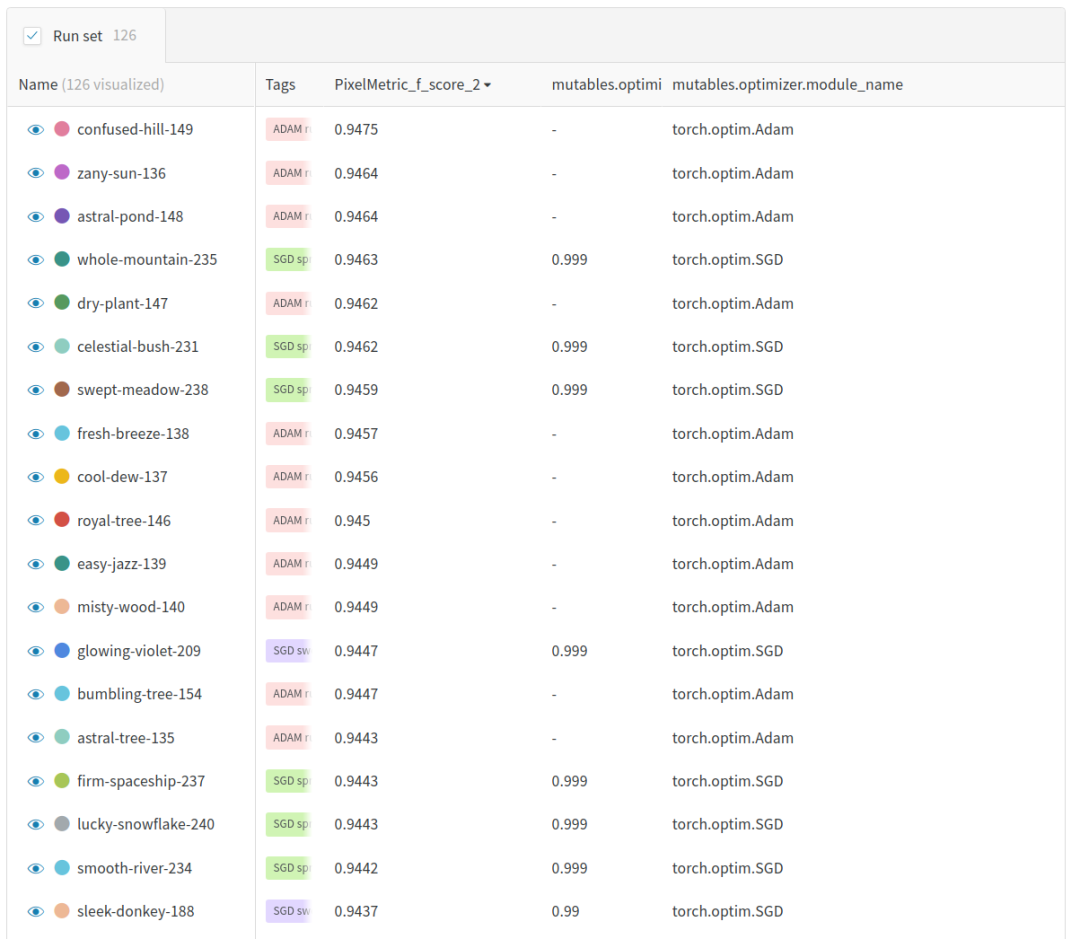 Run set 126
Name (126 visualized) Tags PixelMetric_f_score_2 mutables.optimi mutables.optimizer.module_name
confused-hill-149 ADAM 0.9475 - torch.optim.Adam
zany-sun-136 ADAM 0.9464 - torch.optim.Adam
astral-pond-148 ADAM 0.9464 - torch.optim.Adam
whole-mountain-235 SGD sp 0.9463 0.999 torch.optim.SGD
dry-plant-147 ADAM 0.9462 - torch.optim.Adam
celestial-bush-231 SGD sp 0.9462 0.999 torch.optim.SGD
swept-meadow-238 SGD sp 0.9459 0.999 torch.optim.SGD
fresh-breeze-138 ADAM 0.9457 - torch.optim.Adam
cool-dew-137 ADAM 0.9456 - torch.optim.Adam
royal-tree-146 ADAM 0.945 - torch.optim.Adam
easy-jazz-139 ADAM 0.9449 - torch.optim.Adam
misty-wood-140 ADAM 0.9449 - torch.optim.Adam
glowing-violet-209 SGD sw 0.9447 0.999 torch.optim.SGD
bumbling-tree-154 ADAM 0.9447 - torch.optim.Adam
astral-tree-135 ADAM 0.9443 - torch.optim.Adam
firm-spaceship-237 SGD sp 0.9443 0.999 torch.optim.SGD
lucky-snowflake-240 SGD sp 0.9443 0.999 torch.optim.SGD
smooth-river-234 SGD sp 0.9442 0.999 torch.optim.SGD
sleek-donkey-188 SGD sw 0.9437 0.99 torch.optim.SGD